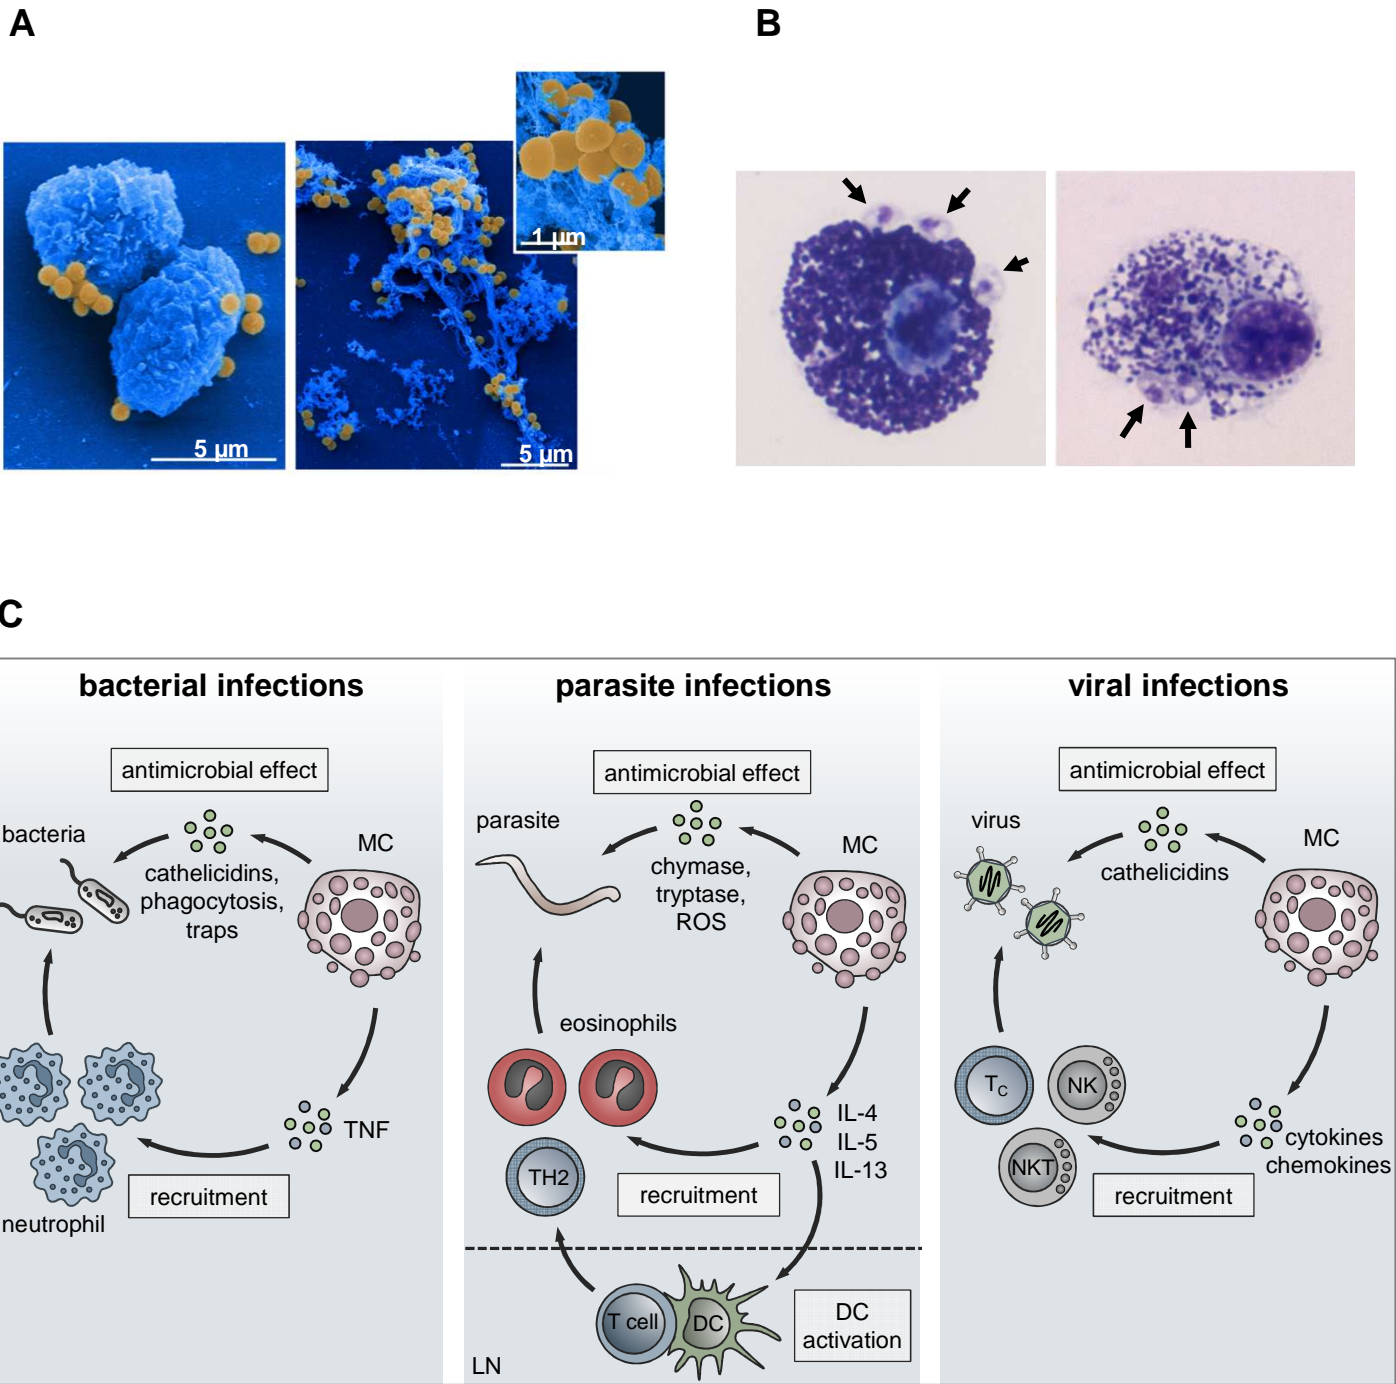 A
B
1 µm
5 µm
5 µm
C
bacterial infections
antimicrobial effect
bacteria
MC
cathelicidins,
phagocytosis,
traps
TNF
recruitment
neutrophil
parasite infections
antimicrobial effect
parasite
MC
chymase,
tryptase,
ROS
eosinophils
IL-4
IL-5
IL-13
TH2
recruitment
T cell
DC
DC
activation
LN
viral infections
antimicrobial effect
virus
MC
cathelicidins
TC
NK
NKT
cytokines
chemokines
recruitment